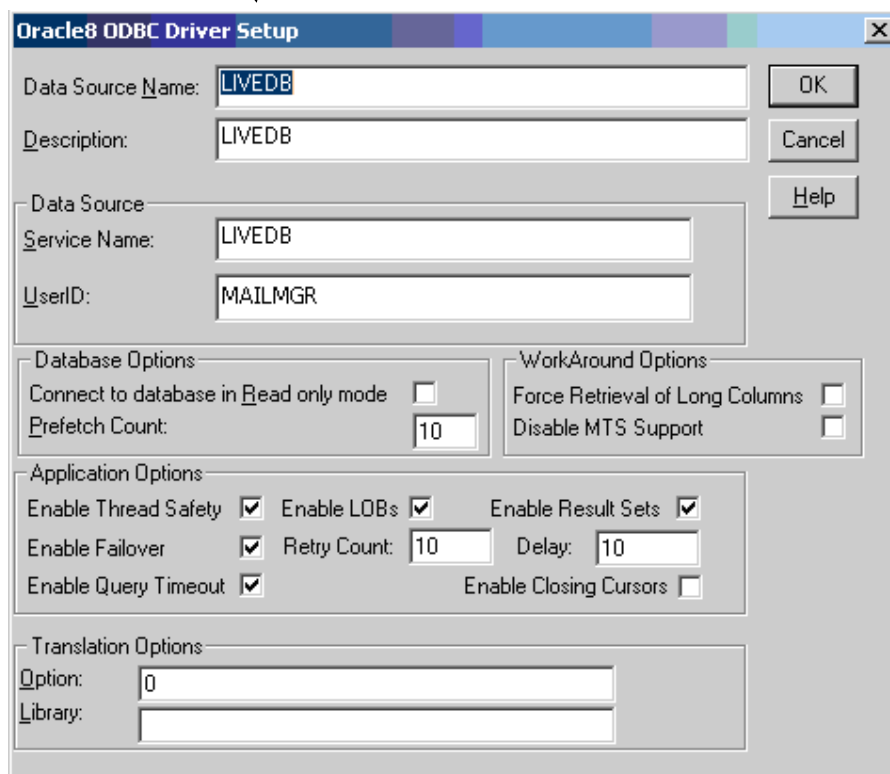 Oracle8 ODBC Driver Setup
Data Source Name: LIVEDB
OK
Description: LIVEDB
Cancel
Help
Data Source
Service Name: LIVEDB
UserID: MAILMGR
Database Options
Connect to database in Read only mode
Prefetch Count: 10
WorkAround Options
Force Retrieval of Long Columns
Disable MTS Support
Application Options
Enable Thread Safety Enable LOBs Enable Result Sets
Enable Failover Retry Count: 10 Delay: 10
Enable Query Timeout Enable Closing Cursors
Translation Options
Option: 0
Library: